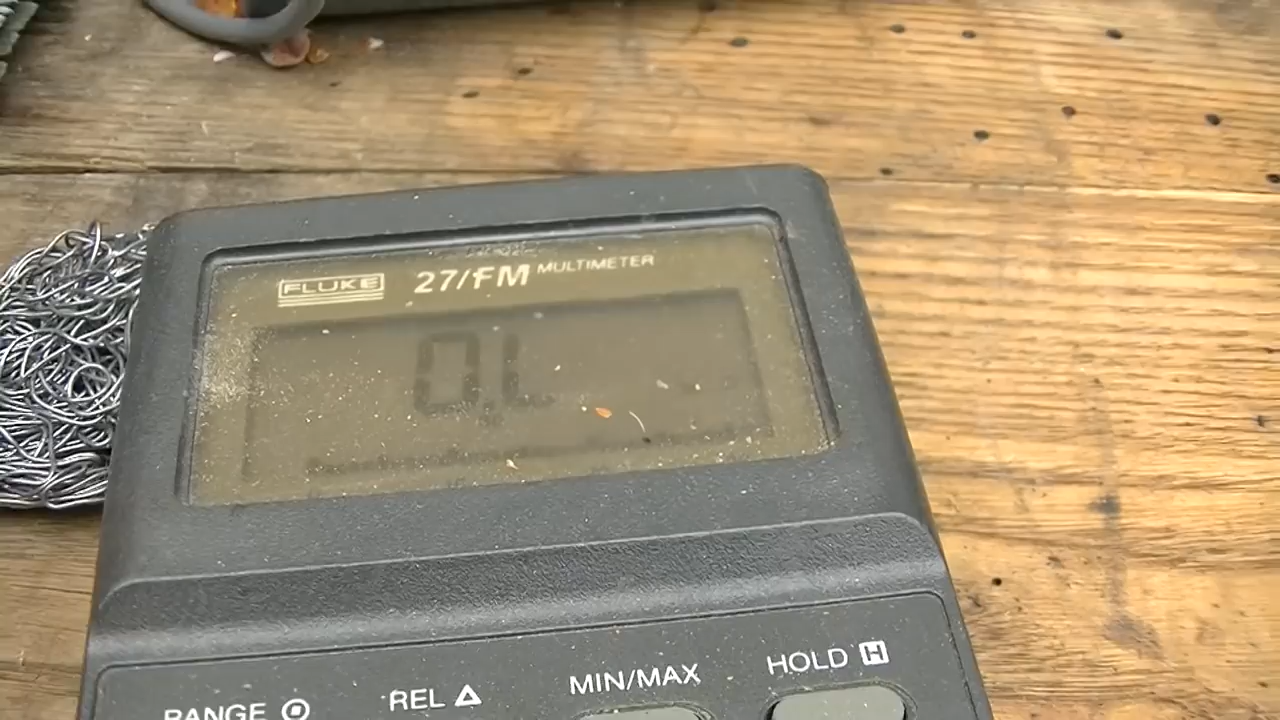 FLUKE 27/FM MULTIMETER
0.L
RANGE
REL △
MIN/MAX
HOLD H